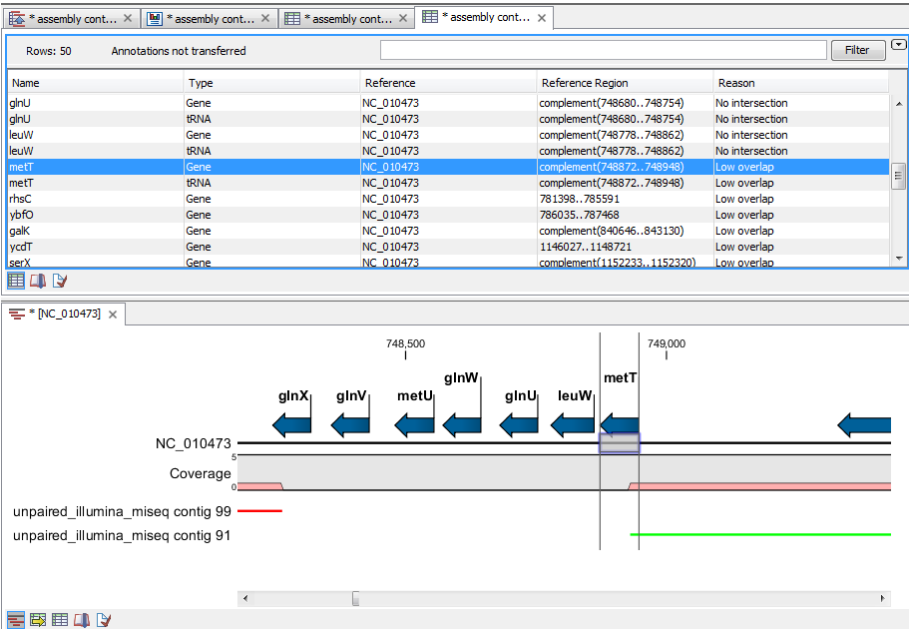 * assembly cont... * assembly cont... * assembly cont... * assembly cont...
Rows: 50 Annotations not transferred Filter
Name Type Reference Reference Region Reason
glnU Gene NC_010473 complement(748680..748754) No intersection
glnU tRNA NC_010473 complement(748680..748754) No intersection
leuW Gene NC_010473 complement(748778..748862) No intersection
leuW tRNA NC_010473 complement(748778..748862) No intersection
metT Gene NC_010473 complement(748872..748948) Low overlap
metT tRNA NC_010473 complement(748872..748948) Low overlap
rhsC Gene NC_010473 781398..785591 Low overlap
ybfO Gene NC_010473 786035..787468 Low overlap
galK Gene NC_010473 complement(840646..843130) Low overlap
ycdT Gene NC_010473 1146027..1148721 Low overlap
serX Gene NC_010473 complement(1152233..1152320) Low overlap
* [NC_010473]
748,500 749,000
glnX glnV metU glnW glnU leuW metT
NC_010473
5
Coverage
0
unpaired_illumina_miseq contig 99
unpaired_illumina_miseq contig 91